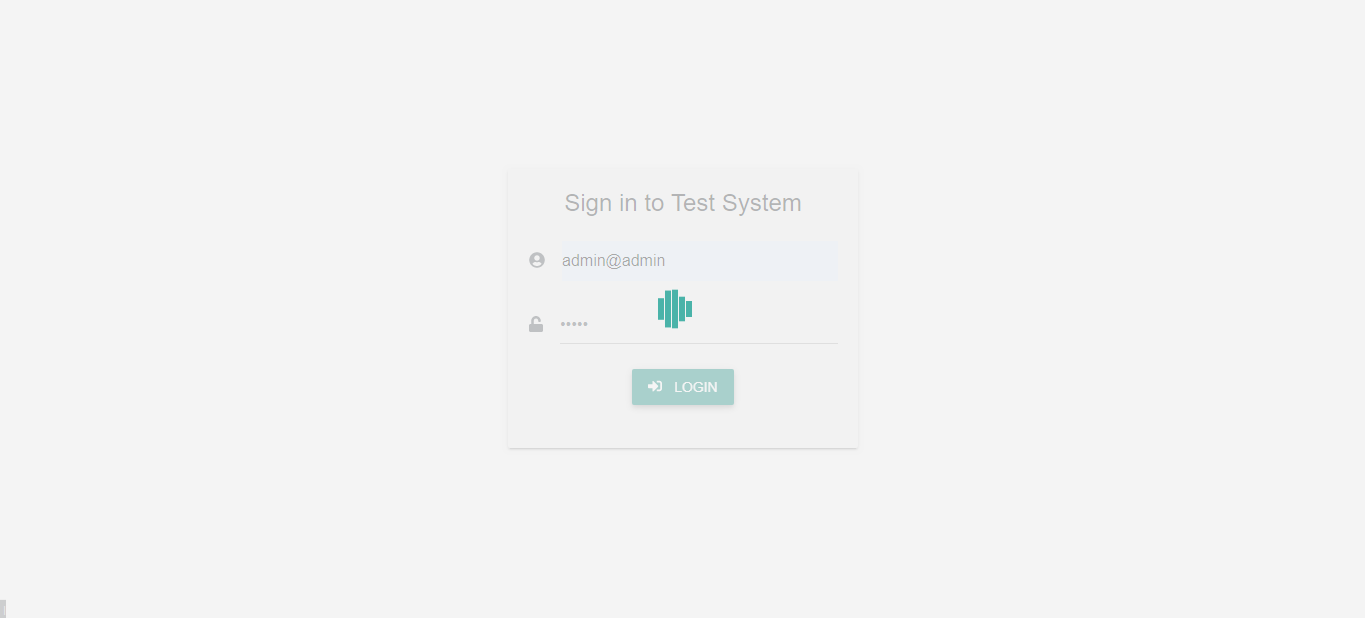 Sign in to Test System
admin@admin
•••••
LOGIN